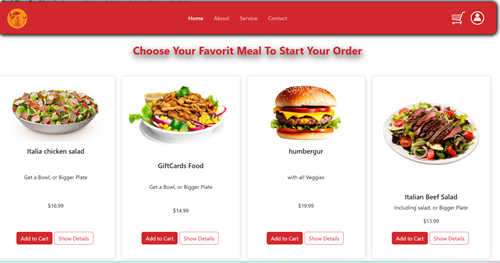 Home About Service Contact
Choose Your Favorit Meal To Start Your Order
Italia chicken salad
Get a Bowl, or Bigger Plate
$16.99
Add to Cart Show Details
GiftCards Food
Get a Bowl, or Bigger Plate
$14.99
Add to Cart Show Details
humbergur
with all Veggies
$19.99
Add to Cart Show Details
Italian Beef Salad
Including salad, or Bigger Plate
$13.99
Add to Cart Show Details